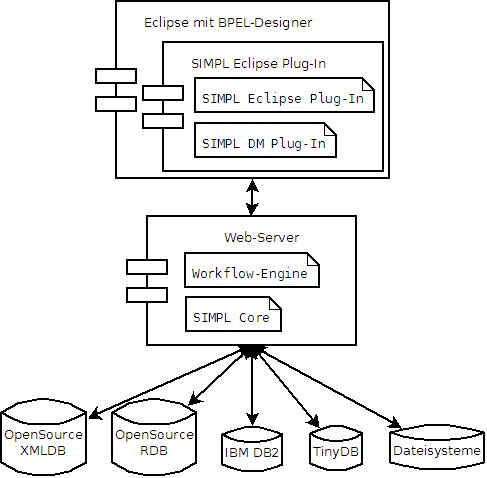 Eclipse mit BPEL-Designer
SIMPL Eclipse Plug-In
SIMPL Eclipse Plug-In
SIMPL DM Plug-In
Web-Server
Workflow-Engine
SIMPL Core
OpenSource
XMLDB
OpenSource
RDB
IBM DB2
TinyDB
Dateisysteme